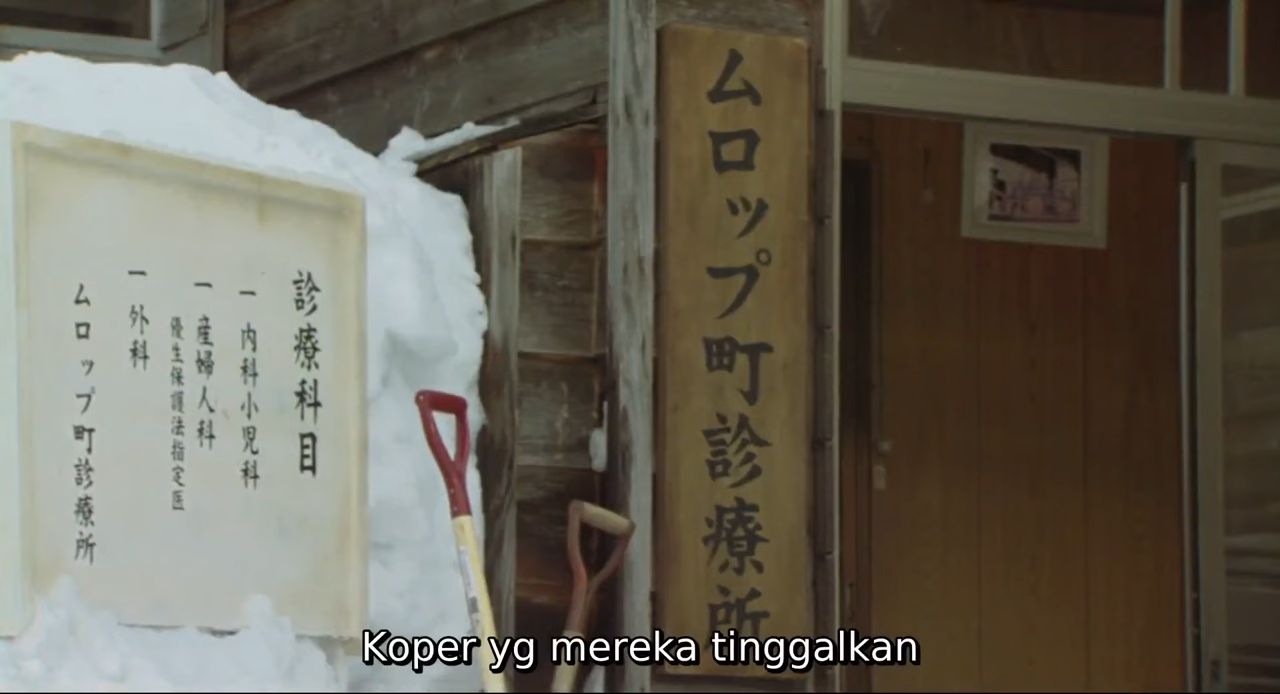 診療科目
一 内科小児科
一 産婦人科
優生保護法指定医
一 外科
ムロップ町診療所
ムロップ町診療所
Koper yg mereka tinggalkan